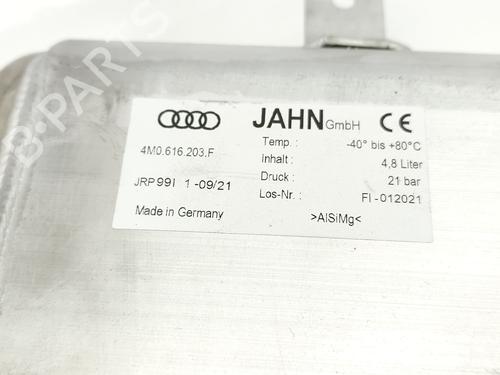 JAHN GmbH CE
4M0.616.203.F
Temp. : -40° bis +80°C
Inhalt : 4,8 Liter
JRP99I 1-09/21
Druck : 21 bar
Los-Nr. : FI-012021
Made in Germany
>AlSiMg<
B-PARTS